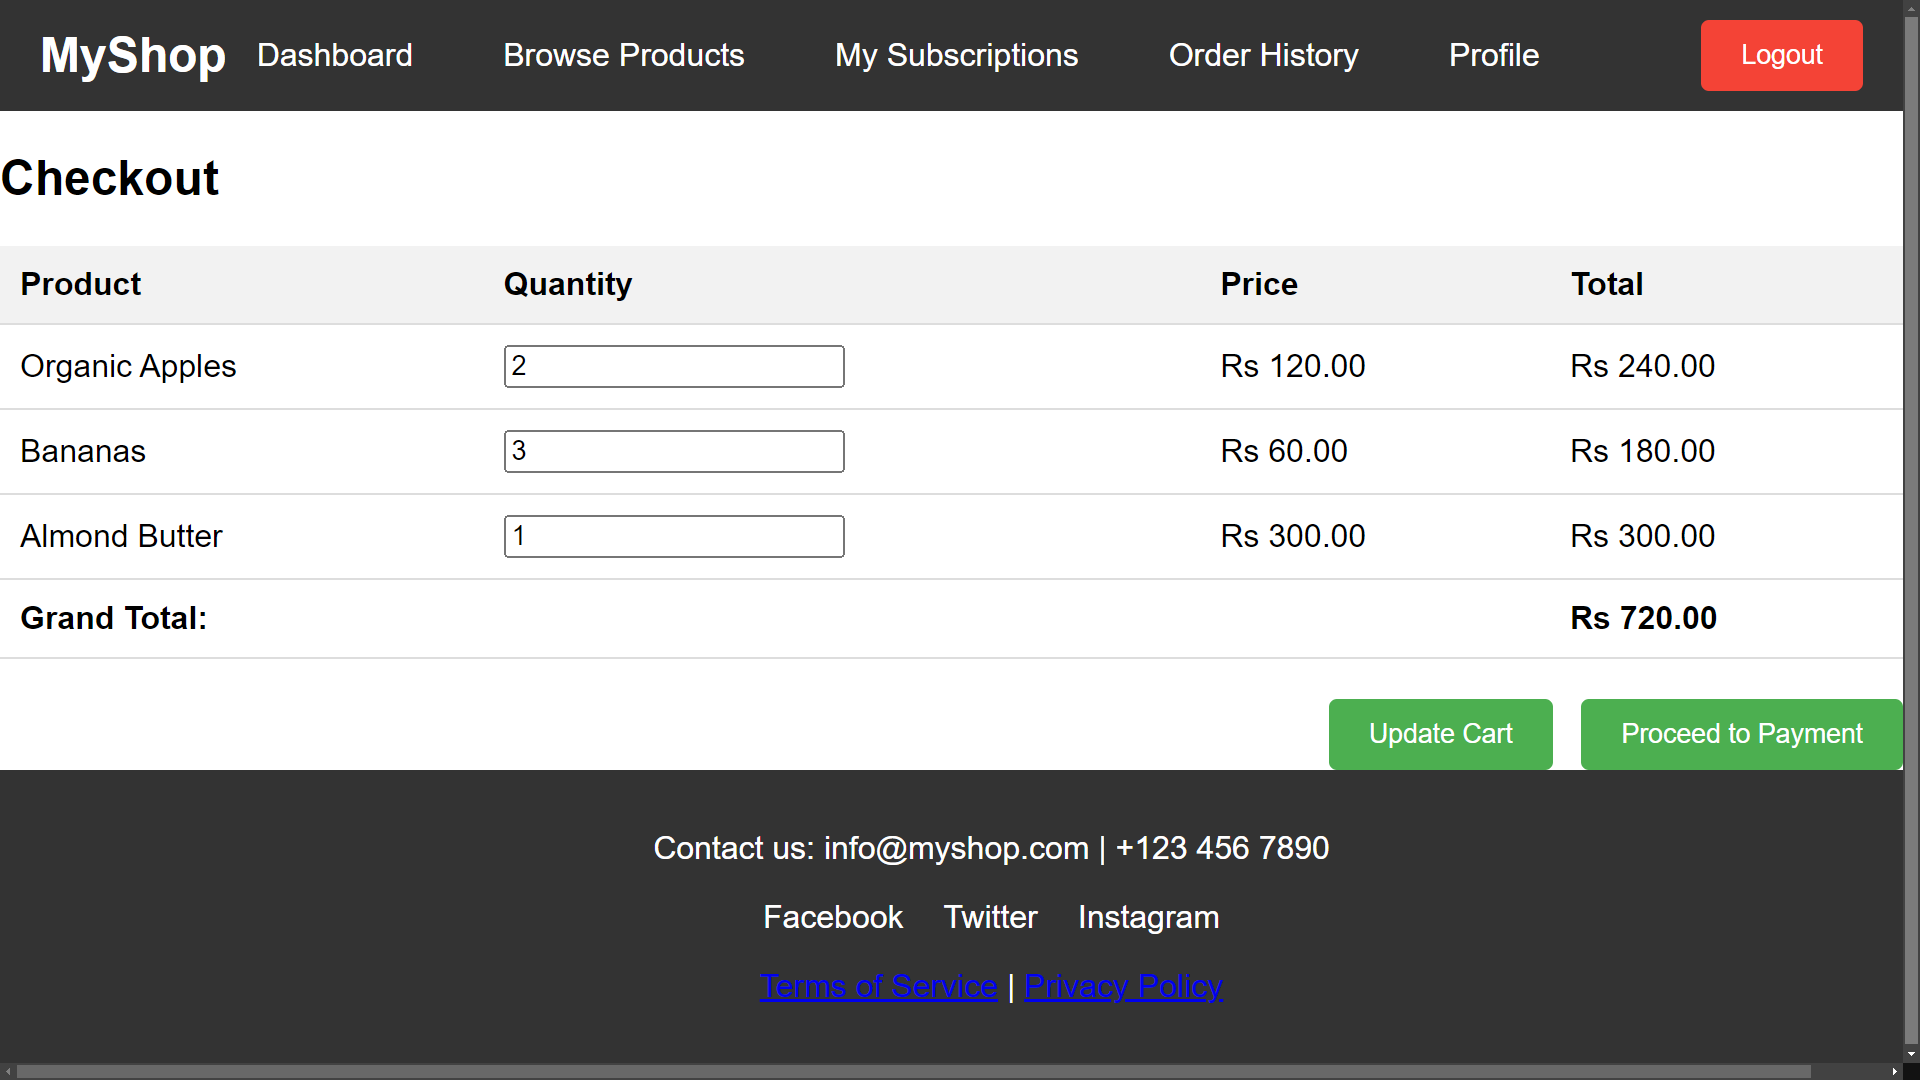 MyShop Dashboard Browse Products My Subscriptions Order History Profile Logout
Checkout
Product Quantity Price Total
Organic Apples 2 Rs 120.00 Rs 240.00
Bananas 3 Rs 60.00 Rs 180.00
Almond Butter 1 Rs 300.00 Rs 300.00
Grand Total: Rs 720.00
Update Cart Proceed to Payment
Contact us: info@myshop.com | +123 456 7890
Facebook Twitter Instagram
Terms of Service | Privacy Policy